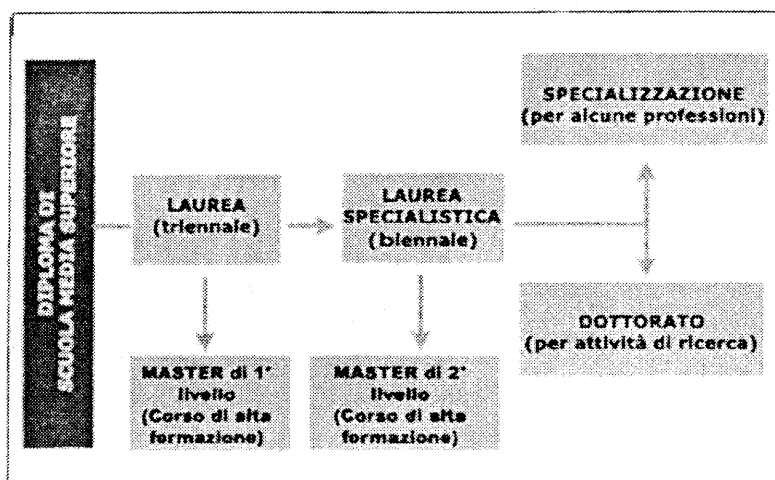 DIPLOMA DI
SCUOLA MEDIA SUPERIORE
LAUREA
(triennale)
MASTER di 1°
livello
(Corso di alta
formazione)
LAUREA
SPECIALISTICA
(biennale)
MASTER di 2°
livello
(Corso di alta
formazione)
SPECIALIZZAZIONE
(per alcune professioni)
DOTTORATO
(per attività di ricerca)